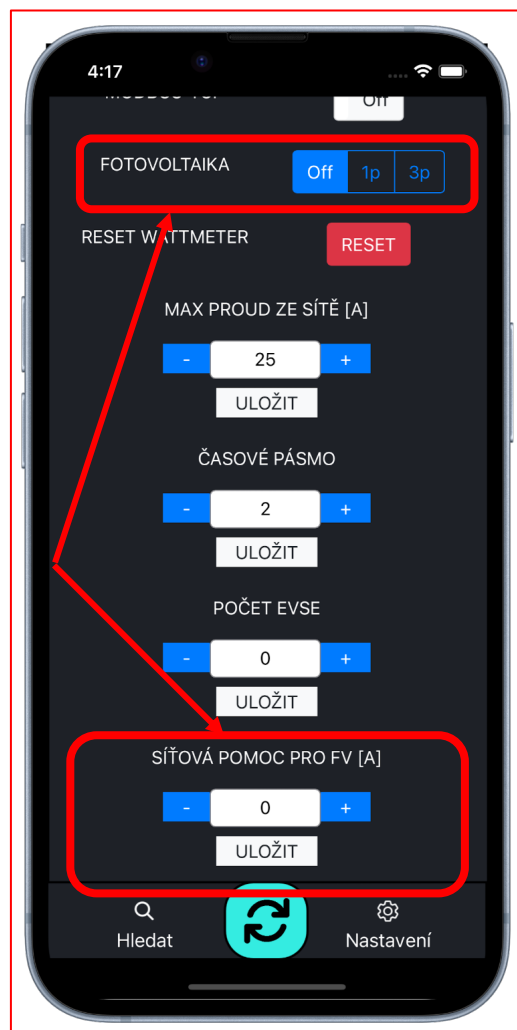 4:17
Off
FOTOVOLTAIKA
Off 1p 3p
RESET WATTMETER
RESET
MAX PROUD ZE SÍTĚ [A]
- 25 +
ULOŽIT
ČASOVÉ PÁSMO
- 2 +
ULOŽIT
POČET EVSE
- 0 +
ULOŽIT
SÍŤOVÁ POMOC PRO FV [A]
- 0 +
ULOŽIT
Hledat
Nastavení